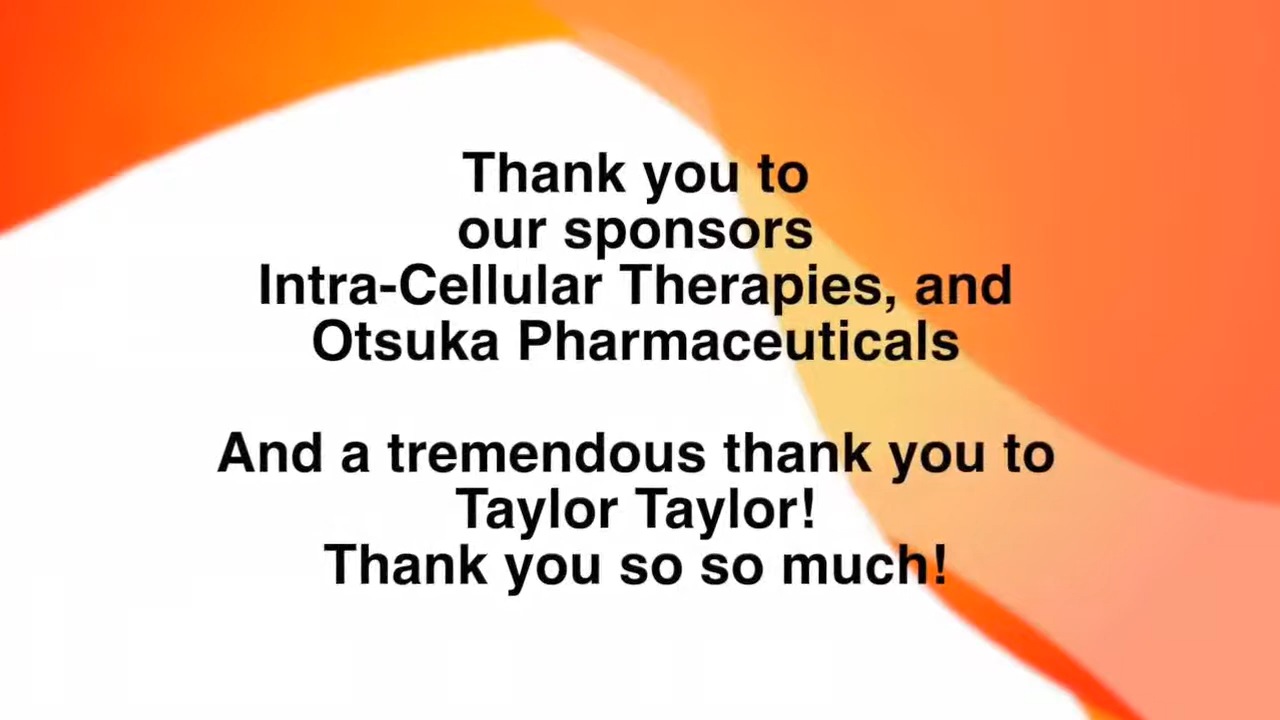 Thank you to
our sponsors
Intra-Cellular Therapies, and
Otsuka Pharmaceuticals
And a tremendous thank you to
Taylor Taylor!
Thank you so so much!